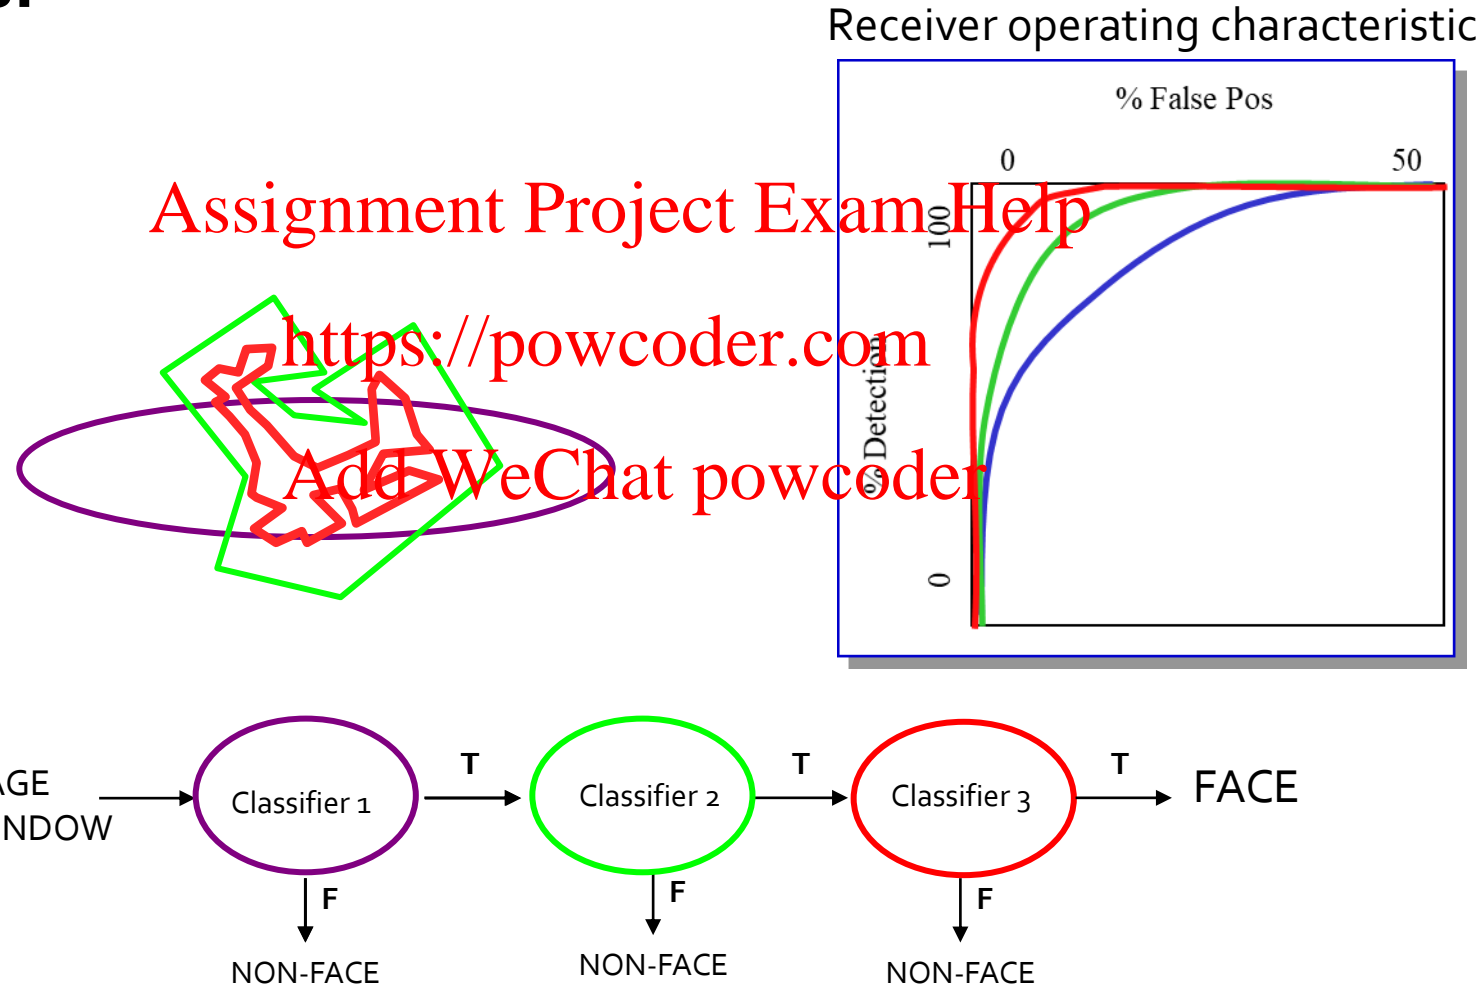 Receiver operating characteristic
% False Pos
0 50
100
% Detection
0
Assignment Project Exam Help
https://powcoder.com
Add WeChat powcoder
T T T
AGE
NDOW
Classifier 1
Classifier 2
Classifier 3
FACE
F F F
NON-FACE NON-FACE NON-FACE